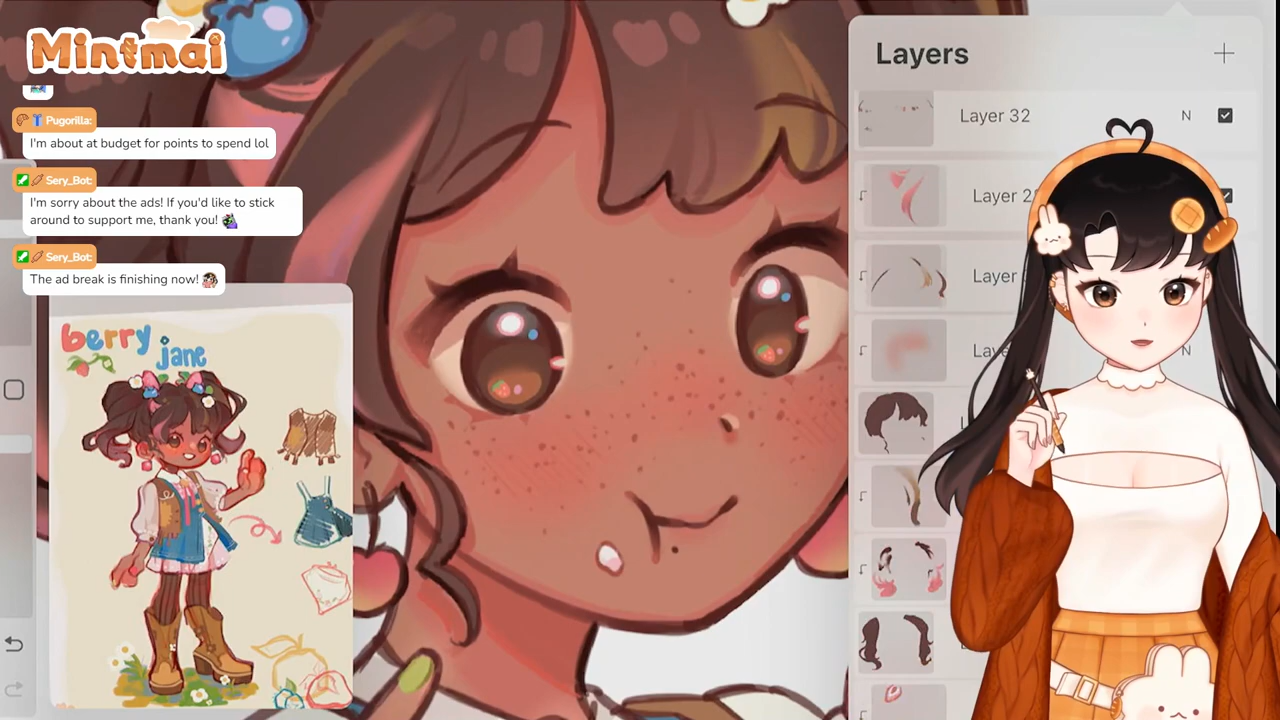 Mintmai
Pugorilla:
I'm about at budget for points to spend lol
Sery_Bot:
I'm sorry about the ads! If you'd like to stick
around to support me, thank you!
Sery_Bot:
The ad break is finishing now!
berry
jane
Layers
Layer 32
N
Layer
Layer
N